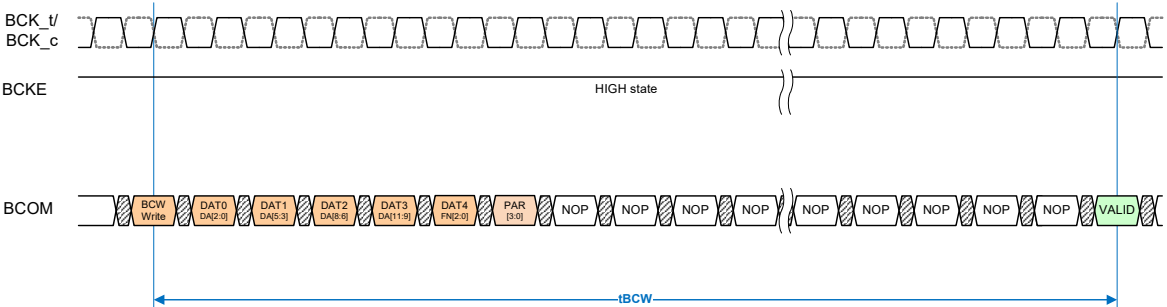 BCK_t/
BCK_c
BCKE
HIGH state
BCOM
BCW
Write
DAT0
DA[2:0]
DAT1
DA[5:3]
DAT2
DA[8:6]
DAT3
DA[11:9]
DAT4
FN[2:0]
PAR
[3:0]
NOP
NOP
NOP
NOP
NOP
NOP
NOP
NOP
NOP
VALID
tBCW